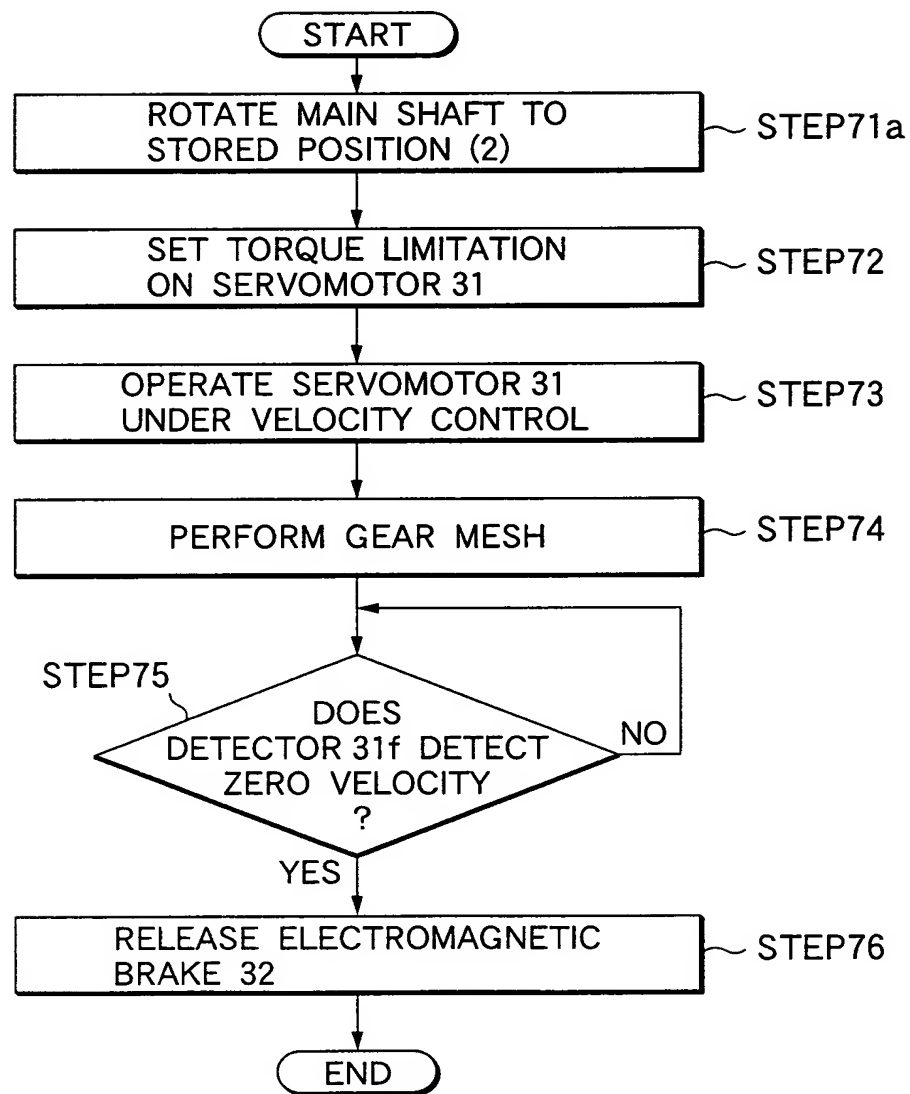 START
ROTATE MAIN SHAFT TO
STORED POSITION (2)
STEP71a
SET TORQUE LIMITATION
ON SERVOMOTOR 31
STEP72
OPERATE SERVOMOTOR 31
UNDER VELOCITY CONTROL
STEP73
PERFORM GEAR MESH
STEP74
STEP75
DOES
DETECTOR 31f DETECT
ZERO VELOCITY
?
NO
YES
RELEASE ELECTROMAGNETIC
BRAKE 32
STEP76
END